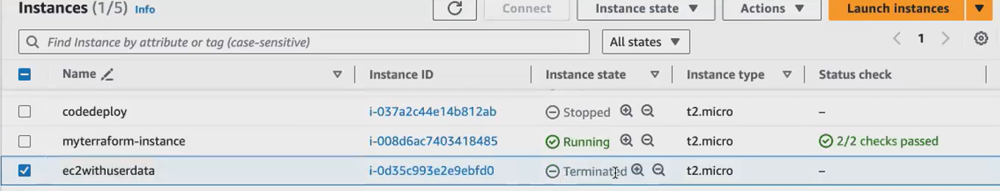 Instances (1/5) Info Connect Instance state Actions Launch instances
Find Instance by attribute or tag (case-sensitive) All states 1
Name Instance ID Instance state Instance type Status check
codedeploy i-037a2c44e14b812ab Stopped t2.micro –
myterraform-instance i-008d6ac7403418485 Running t2.micro 2/2 checks passed
ec2withuserdata i-0d35c993e2e9ebfd0 Terminated t2.micro –